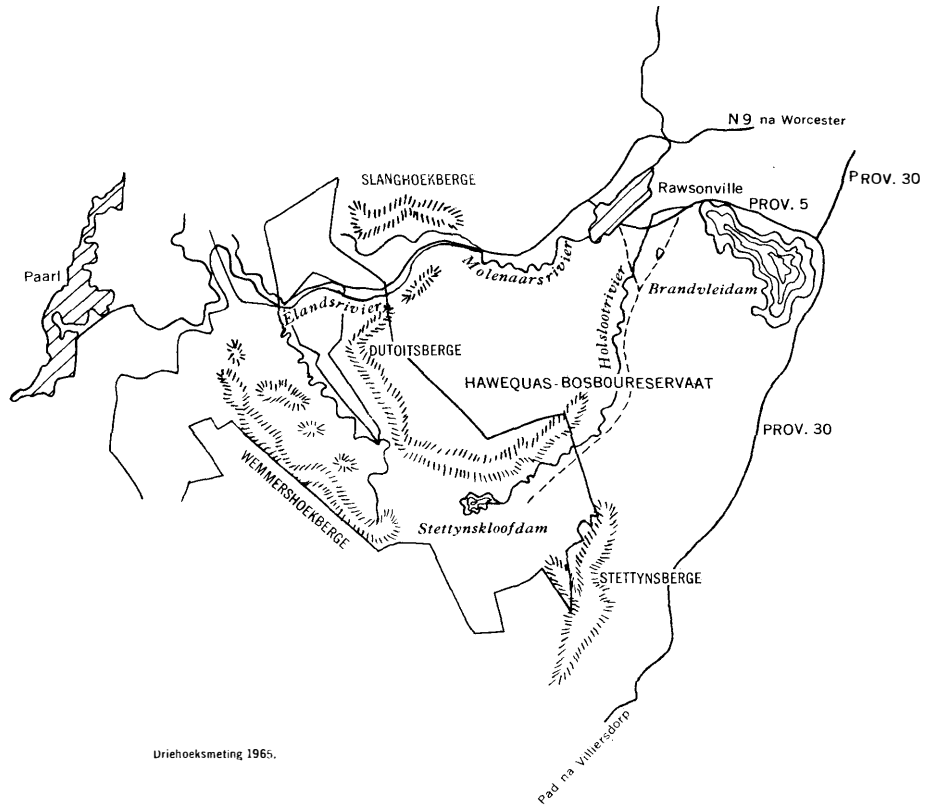 N9 na Worcester
SLANGHOEKBERGE
PROV. 30
Rawsonville
PROV. 5
Paarl
Molenaarsrivier
Elandsrivier
Brandvleidam
Holslootrivier
DUTOITSBERGE
HAWEQUAS-BOSBOURESERVAAT
PROV. 30
WEMMERSHOEKBERGE
Stettynskloofdam
STETTYNSBERGE
Pad na Villiersdorp
Driehoeksmeting 1965.